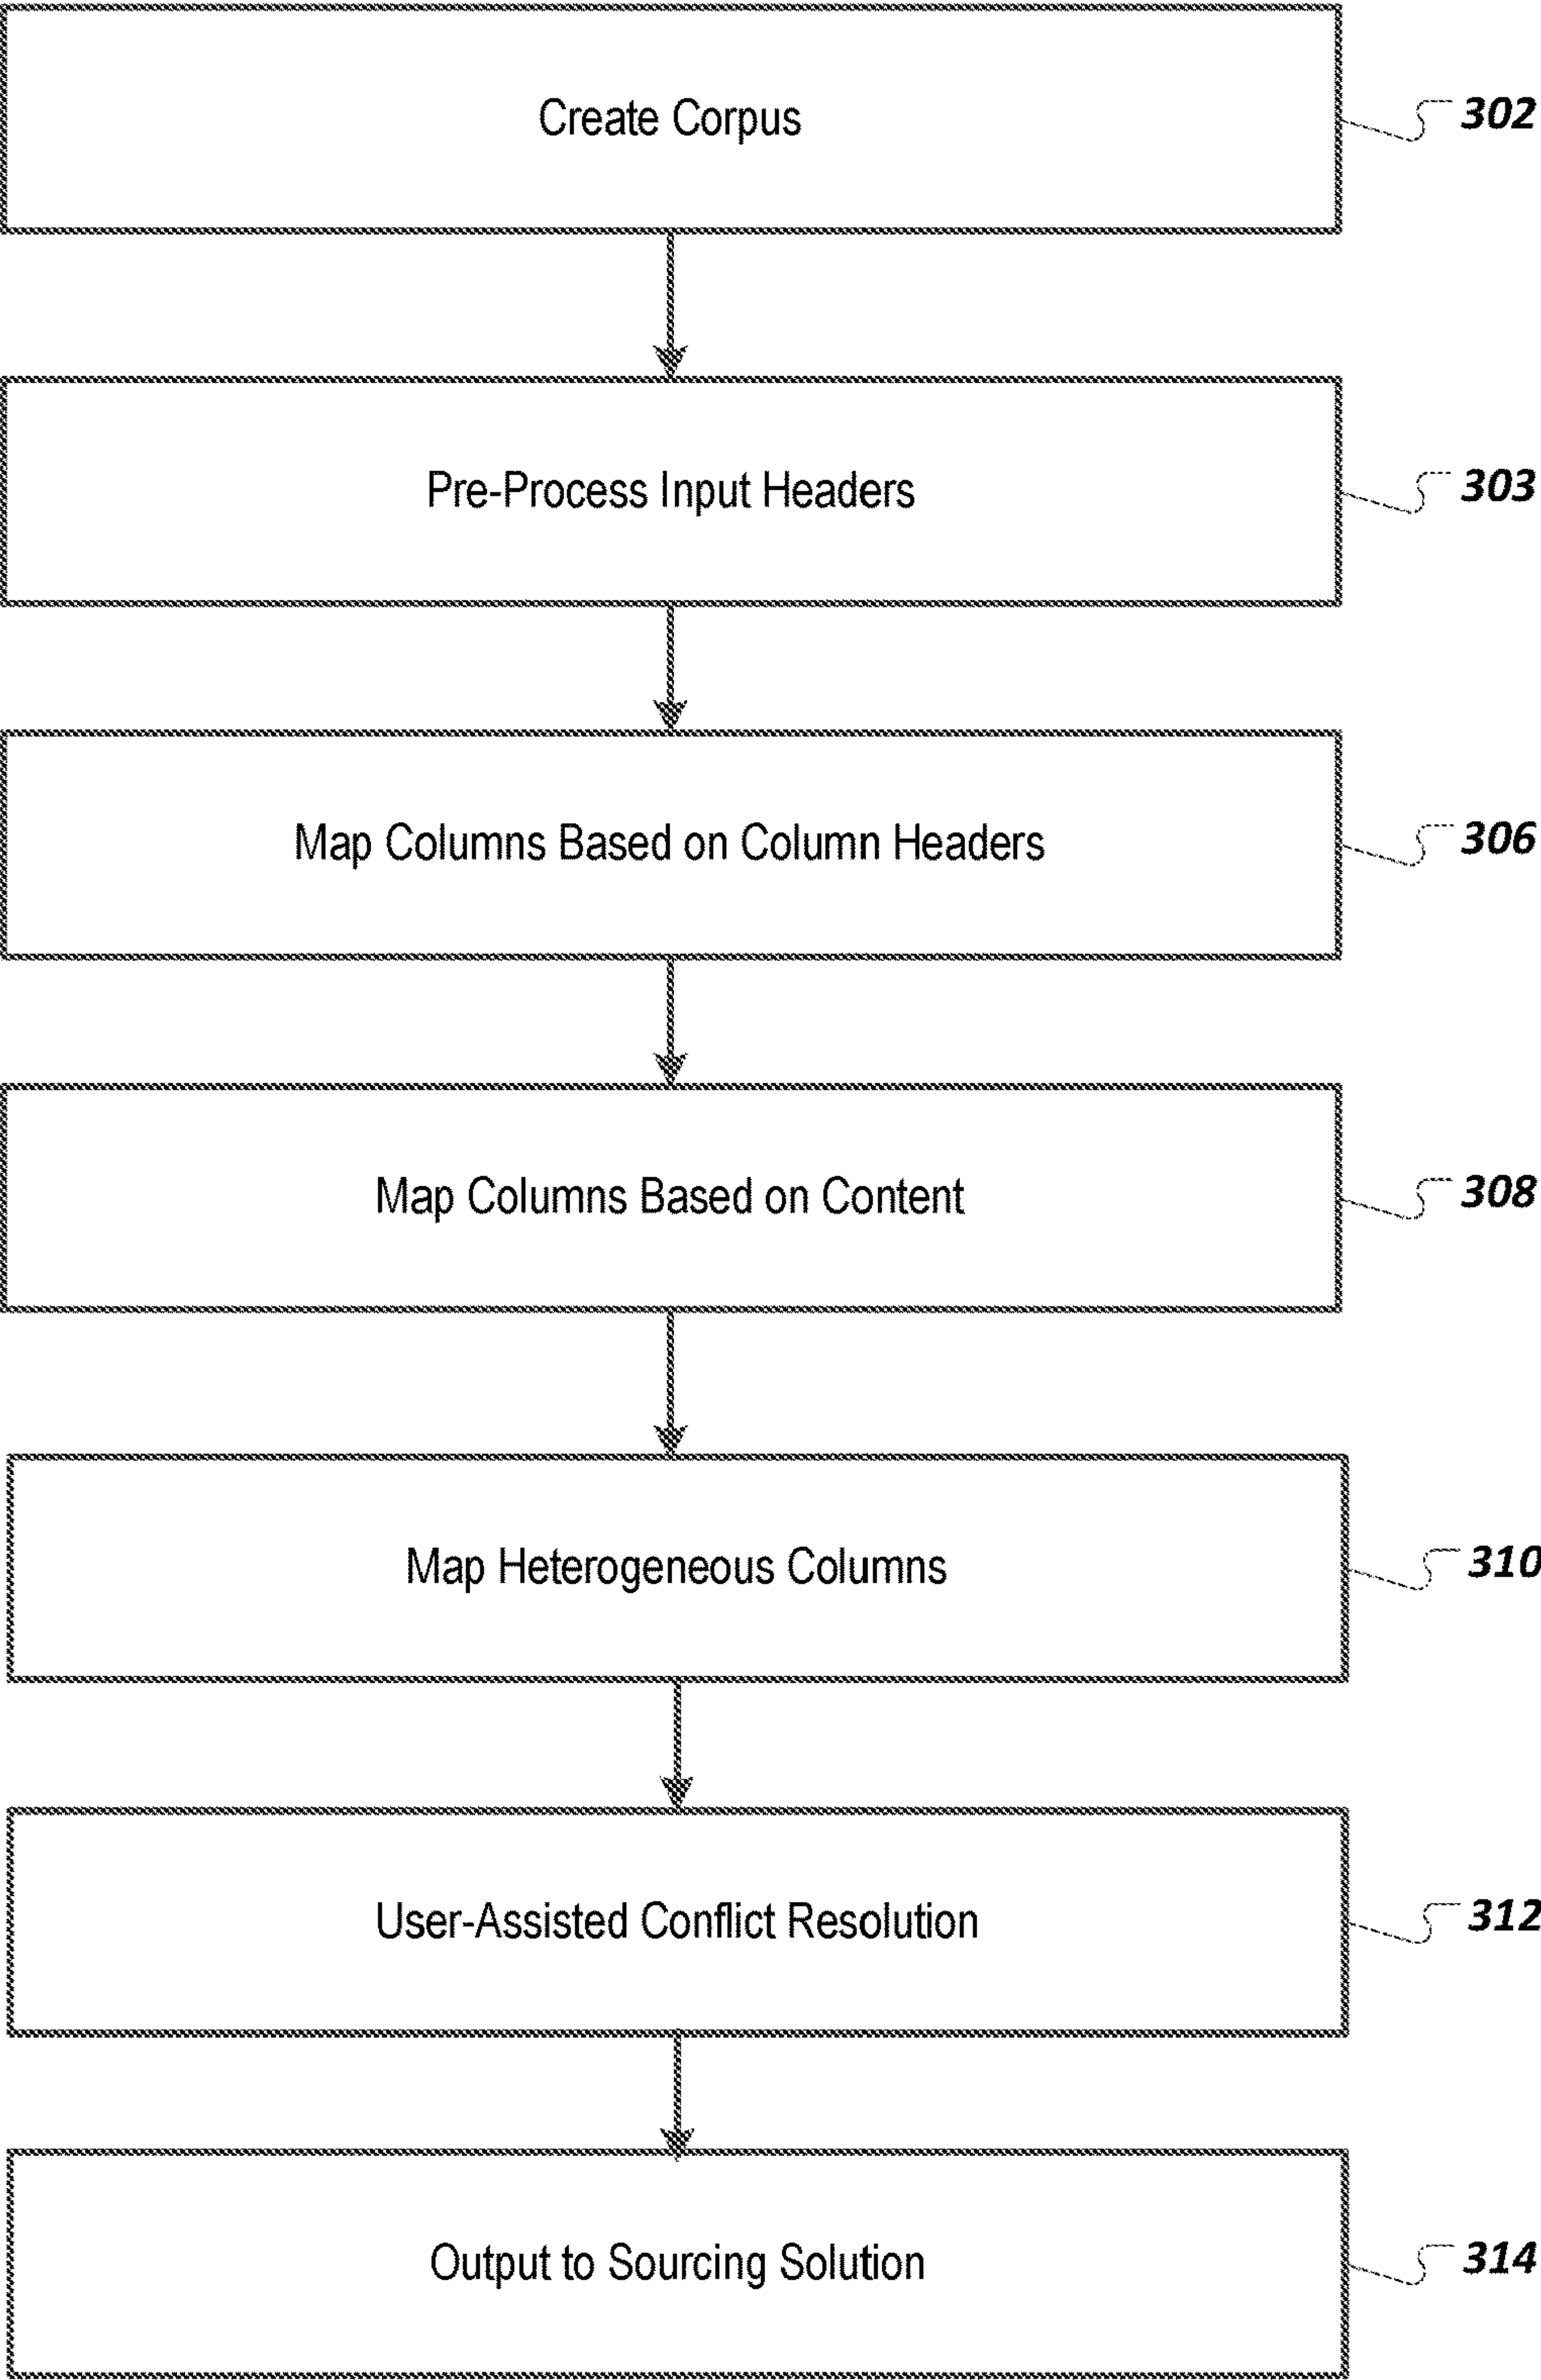 Create Corpus
302
Pre-Process Input Headers
303
Map Columns Based on Column Headers
306
Map Columns Based on Content
308
Map Heterogeneous Columns
310
User-Assisted Conflict Resolution
312
Output to Sourcing Solution
314